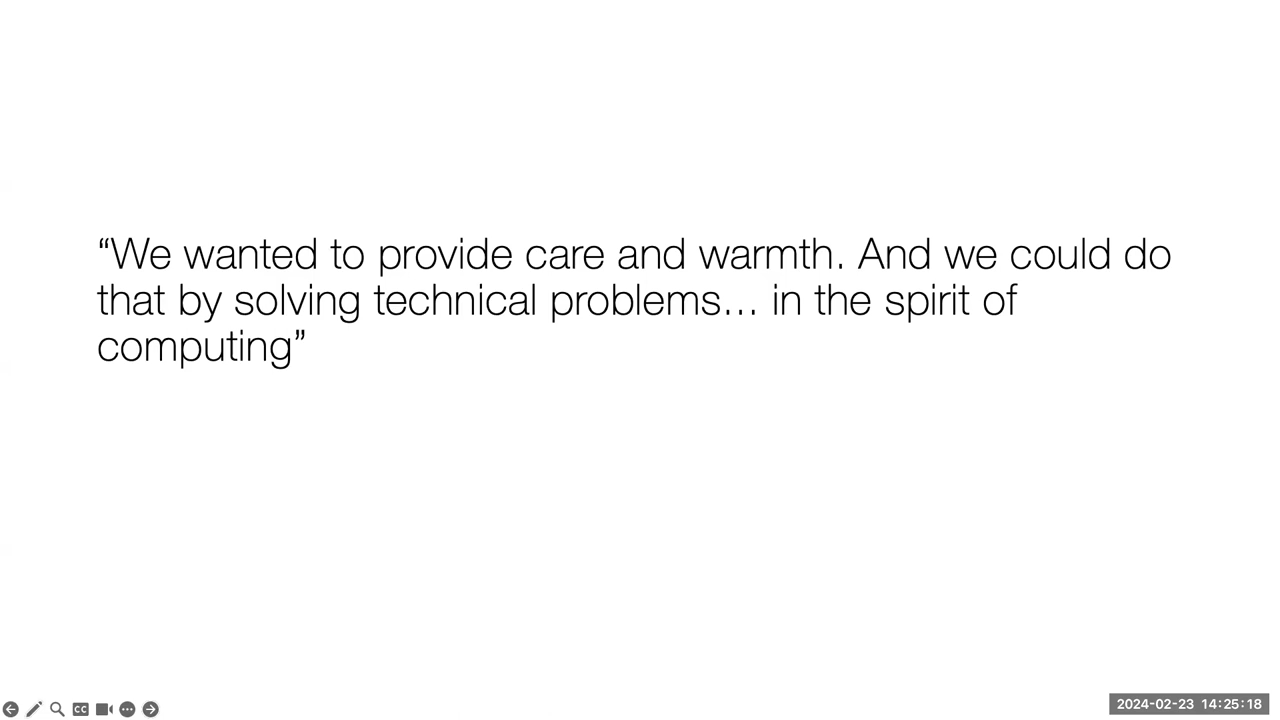 “We wanted to provide care and warmth. And we could do
that by solving technical problems… in the spirit of
computing”
CC
2024-02-23 14:25:18